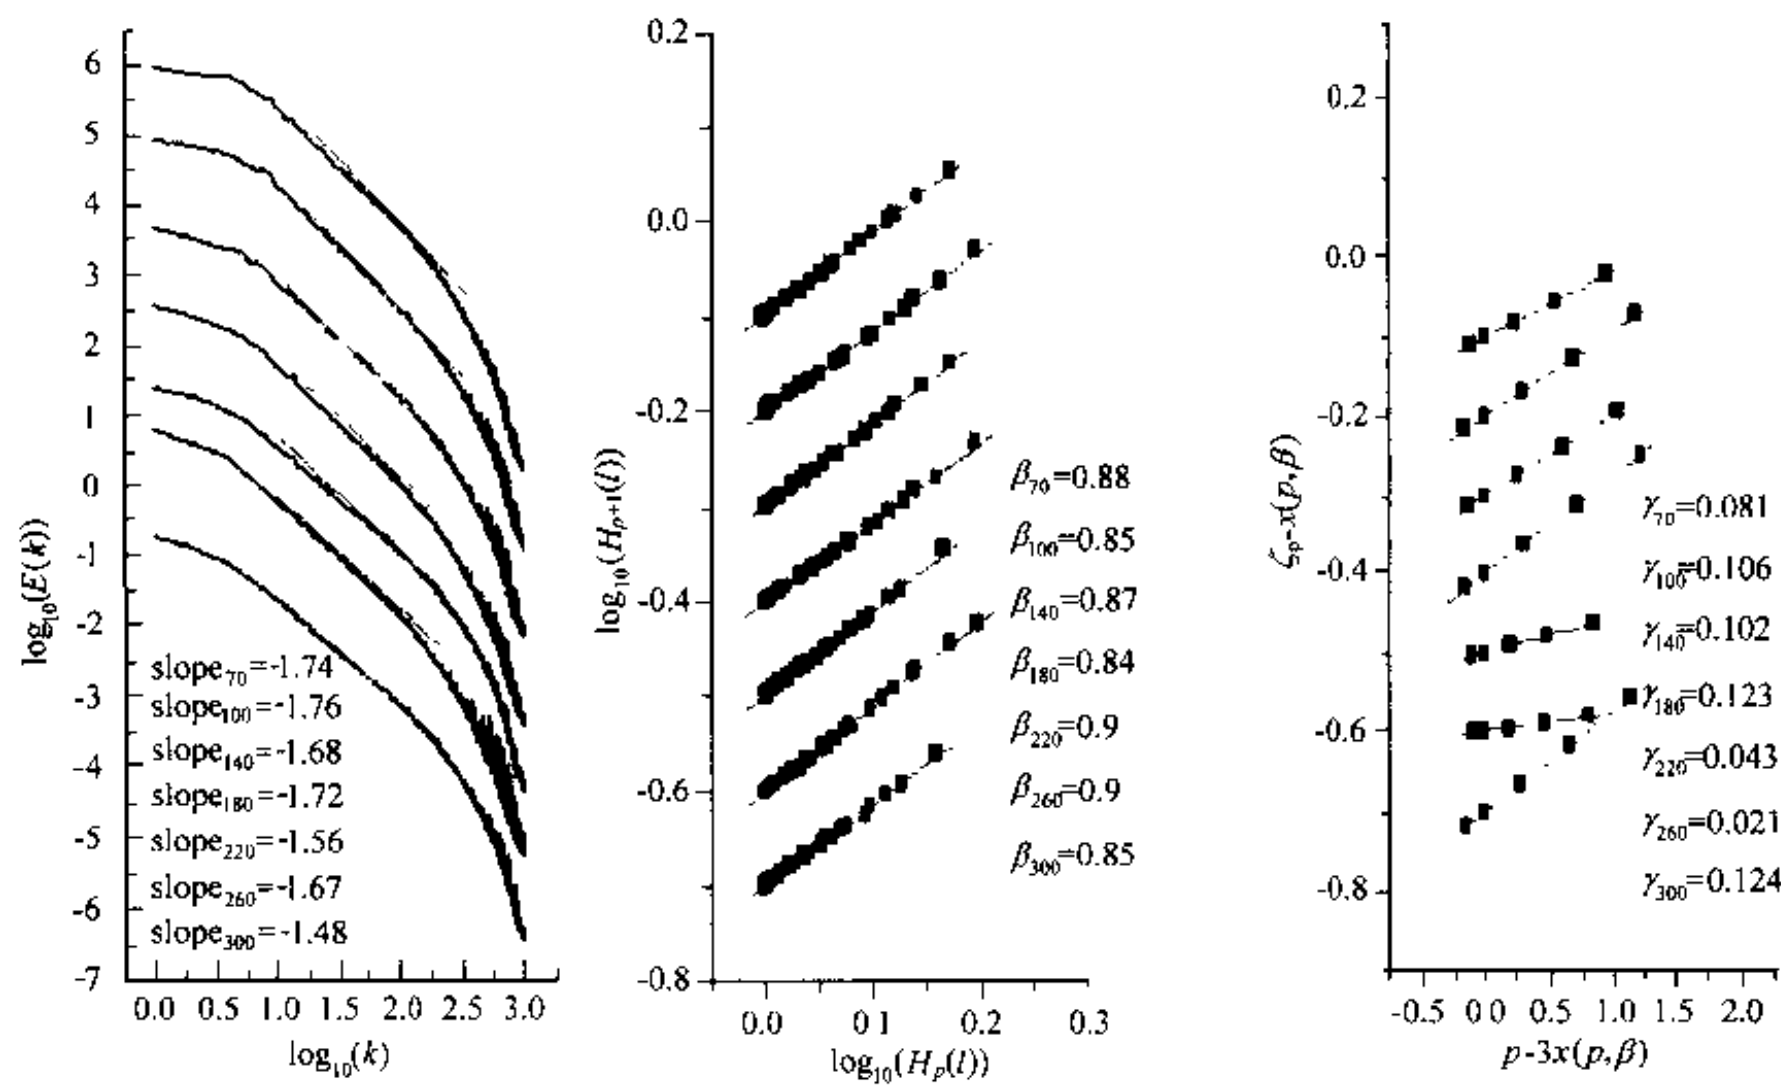 6
5
4
3
2
1
0
-1
-2
-3
-4
-5
-6
-7
log₁₀(E(k))
slope₇₀=-1.74
slope₁₀₀=-1.76
slope₁₄₀=-1.68
slope₁₈₀=-1.72
slope₂₂₀=-1.56
slope₂₆₀=-1.67
slope₃₀₀=-1.48
0.0 0.5 1.0 1.5 2.0 2.5 3.0
log₁₀(k)
0.2
0.0
-0.2
-0.4
-0.6
-0.8
log₁₀(Hₚ₊₁(l))
β₇₀=0.88
β₁₀₀=0.85
β₁₄₀=0.87
β₁₈₀=0.84
β₂₂₀=0.9
β₂₆₀=0.9
β₃₀₀=0.85
0.0 0.1 0.2 0.3
log₁₀(Hₚ(l))
0.2
0.0
-0.2
-0.4
-0.6
-0.8
ζₚ-x(p,β)
γ₇₀=0.081
γ₁₀₀=0.106
γ₁₄₀=0.102
γ₁₈₀=0.123
γ₂₂₀=0.043
γ₂₆₀=0.021
γ₃₀₀=0.124
-0.5 0 0 0.5 1.0 1.5 2.0
p-3x(p,β)